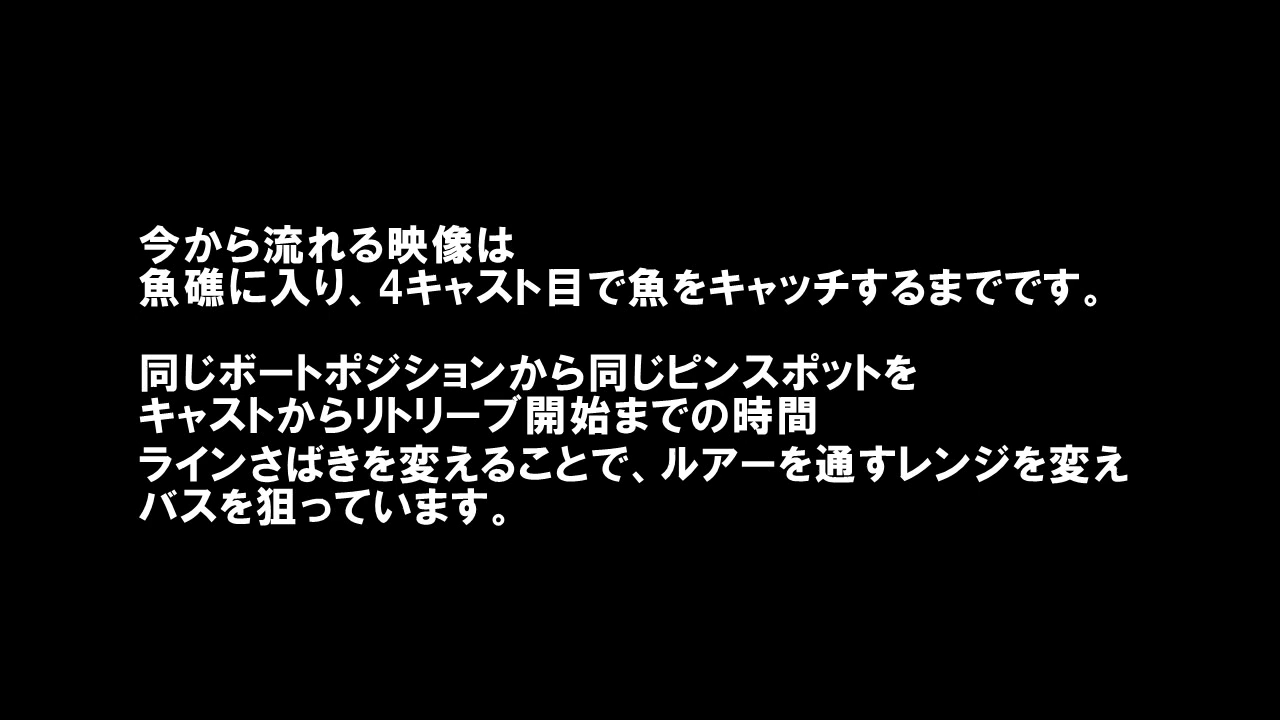 今から流れる映像は
魚礁に入り、4キャスト目で魚をキャッチするまでです。
同じボートポジションから同じピンスポットを
キャストからリトリーブ開始までの時間
ラインさばきを変えることで、ルアーを通すレンジを変え
バスを狙っています。